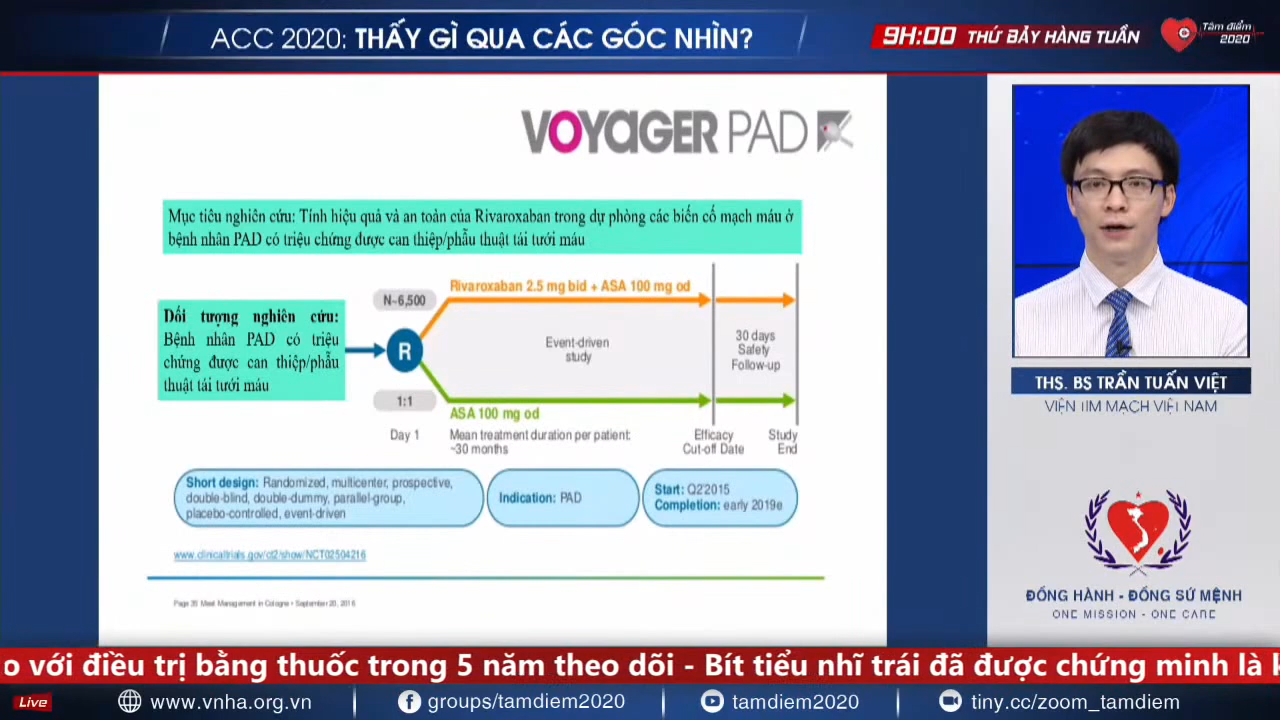 ACC 2020: THẤY GÌ QUA CÁC GÓC NHÌN?
9H:00 THỨ BẢY HÀNG TUẦN
Tâm điểm
2020
VOYAGER PAD
Mục tiêu nghiên cứu: Tính hiệu quả và an toàn của Rivaroxaban trong dự phòng các biến cố mạch máu ở
bệnh nhân PAD có triệu chứng được can thiệp/phẫu thuật tái tưới máu
Rivaroxaban 2.5 mg bid + ASA 100 mg od
N~6,500
Đối tượng nghiên cứu:
Bệnh nhân PAD có triệu
chứng được can thiệp/phẫu
thuật tái tưới máu
R
Event-driven
study
30 days
Safety
Follow-up
1:1
ASA 100 mg od
Day 1
Mean treatment duration per patient:
~30 months
Efficacy
Cut-off Date
Study
End
Short design: Randomized, multicenter, prospective,
double-blind, double-dummy, parallel-group,
placebo-controlled, event-driven
Indication: PAD
Start: Q2'2015
Completion: early 2019e
www.clinicaltrials.gov/ct2/show/NCT02504216
Page 35 Meet Management in Cologne • September 20, 2016
THS. BS TRẦN TUẤN VIỆT
VIỆN TIM MẠCH VIỆT NAM
ĐỒNG HÀNH - ĐỒNG SỨ MỆNH
ONE MISSION - ONE CARE
o với điều trị bằng thuốc trong 5 năm theo dõi - Bít tiểu nhĩ trái đã được chứng minh là
Live
www.vnha.org.vn
groups/tamdiem2020
tamdiem2020
tiny.cc/zoom_tamdiem